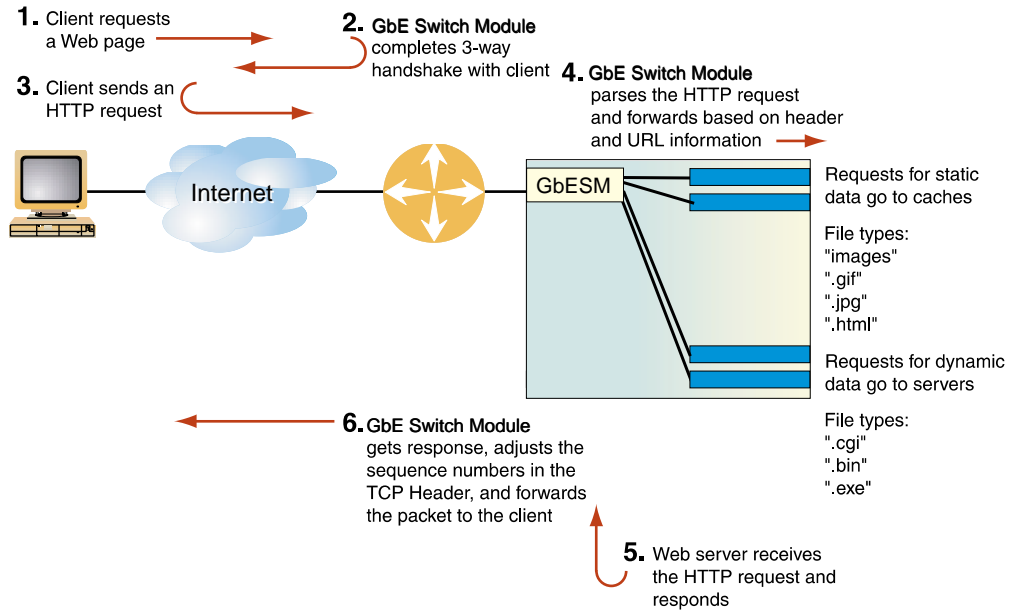 1. Client requests
a Web page
2. GbE Switch Module
completes 3-way
handshake with client
3. Client sends an
HTTP request
4. GbE Switch Module
parses the HTTP request
and forwards based on header
and URL information
Internet
GbESM
Requests for static
data go to caches
File types:
"images"
".gif"
".jpg"
".html"
Requests for dynamic
data go to servers
File types:
".cgi"
".bin"
".exe"
6. GbE Switch Module
gets response, adjusts the
sequence numbers in the
TCP Header, and forwards
the packet to the client
5. Web server receives
the HTTP request and
responds